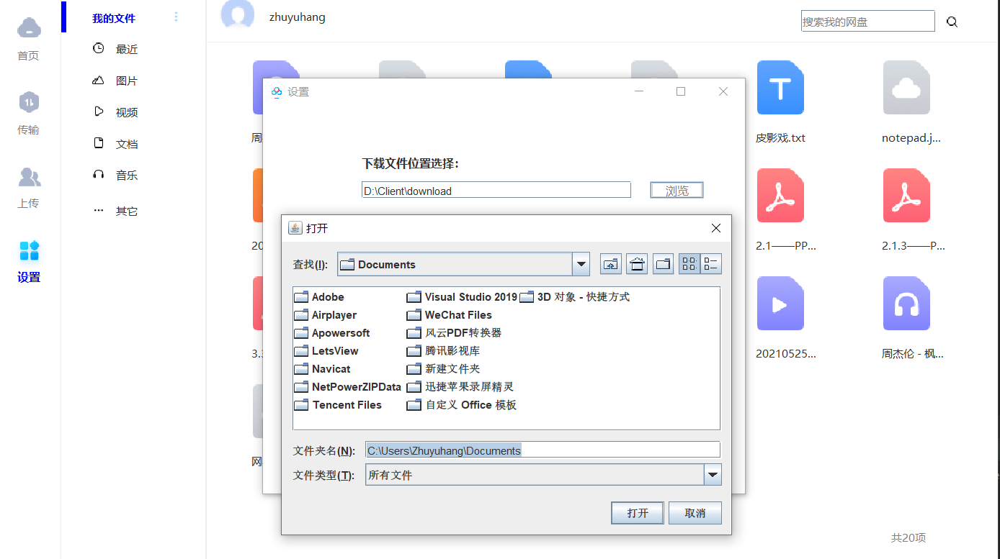 首页
传输
上传
设置
我的文件
最近
图片
视频
文档
音乐
其它
zhuyuhang
搜索我的网盘
皮影戏.txt
notepad.j...
2.1——PP...
2.1.3——P...
20210525...
周杰伦 - 枫...
周
20
3.3
网
共20项
设置
下载文件位置选择：
D:\Client\download
浏览
打开
查找(I):
Documents
Adobe
Airplayer
Apowersoft
LetsView
Navicat
NetPowerZIPData
Tencent Files
Visual Studio 2019
WeChat Files
风云PDF转换器
腾讯影视库
新建文件夹
迅捷苹果录屏精灵
自定义 Office 模板
3D 对象 - 快捷方式
文件夹名(N):
C:\Users\Zhuyuhang\Documents
文件类型(T):
所有文件
打开
取消